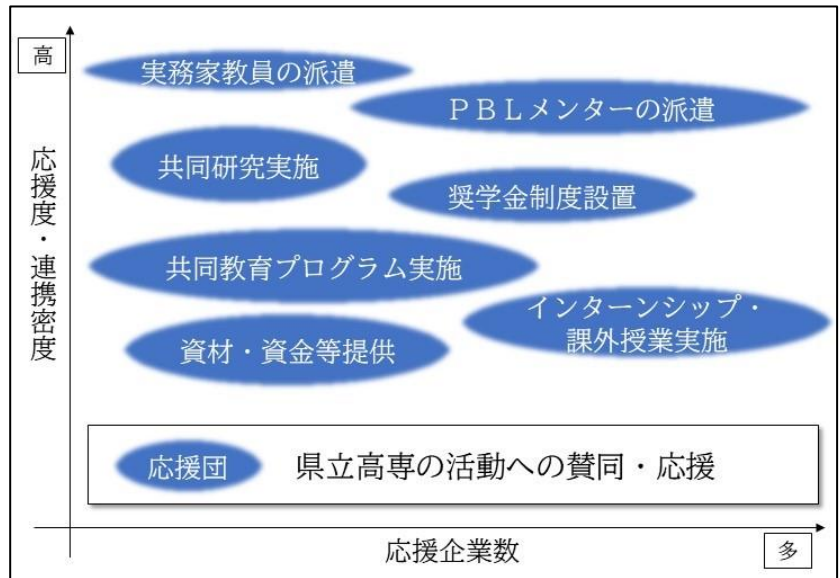 高
実務家教員の派遣
ＰＢＬメンターの派遣
応援度・連携密度
共同研究実施
奨学金制度設置
共同教育プログラム実施
インターンシップ・
課外授業実施
資材・資金等提供
応援団
県立高専の活動への賛同・応援
応援企業数
多